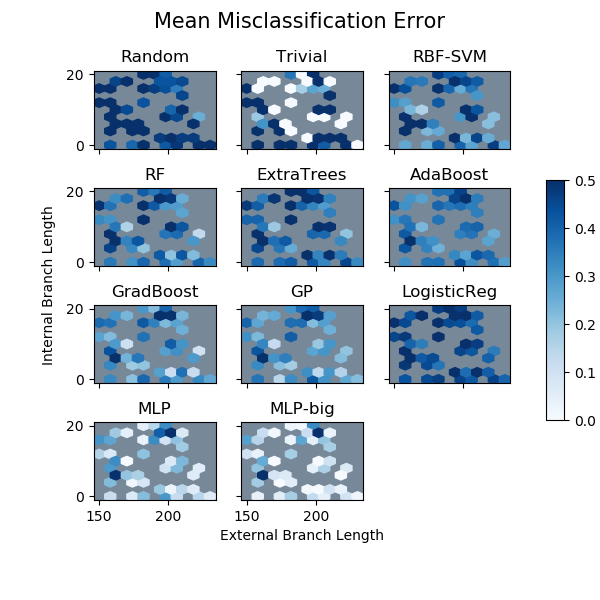 Mean Misclassification Error
Random Trivial RBF-SVM
20
0
RF ExtraTrees AdaBoost
20
0
GradBoost GP LogisticReg
20
0
MLP MLP-big
20
0
150 200 150 200
Internal Branch Length
External Branch Length
0.5
0.4
0.3
0.2
0.1
0.0